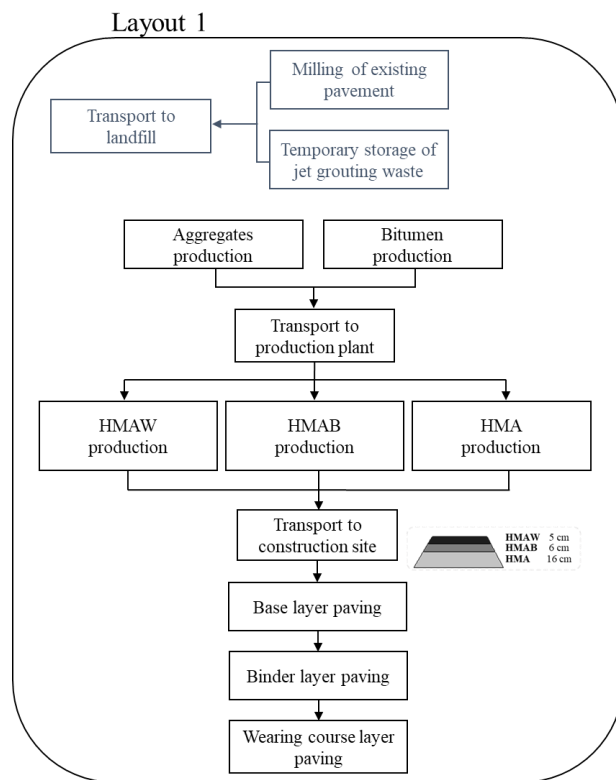 Layout 1
Milling of existing
pavement
Transport to
landfill
Temporary storage of
jet grouting waste
Aggregates
production
Bitumen
production
Transport to
production plant
HMAW
production
HMAB
production
HMA
production
Transport to
construction site
HMAW 5 cm
HMAB 6 cm
HMA 16 cm
Base layer paving
Binder layer paving
Wearing course layer
paving